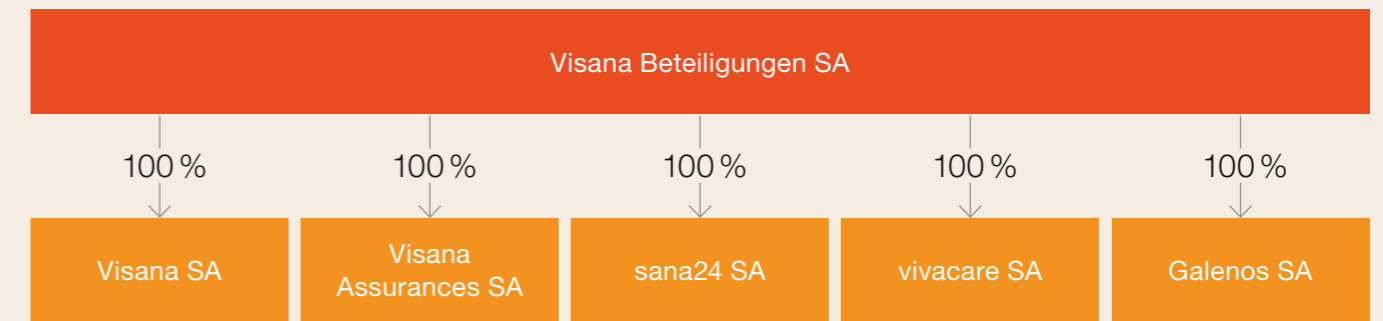 Visana Beteiligungen SA
100 % 100 % 100 % 100 % 100 %
Visana SA
Visana
Assurances SA
sana24 SA
vivacare SA
Galenos SA